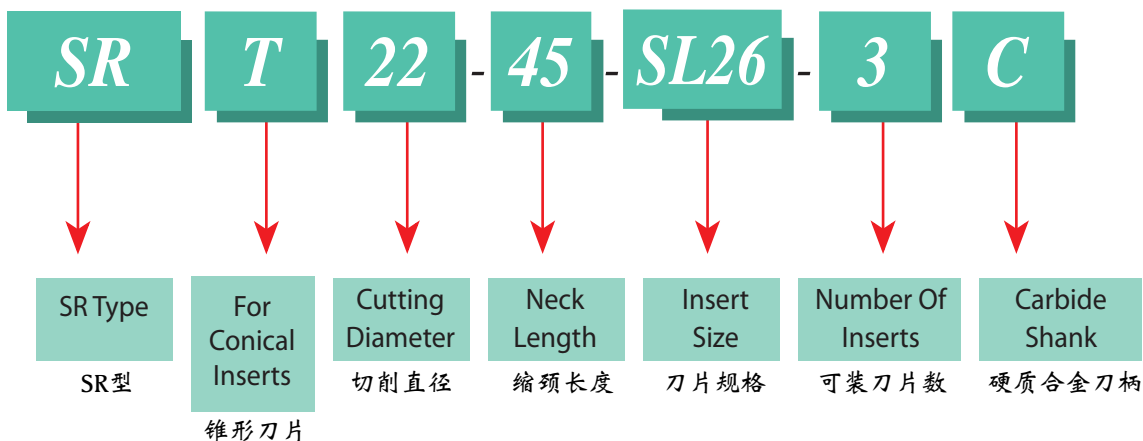 SR T 22 - 45 - SL26 - 3 C
SR Type
SR型
For
Conical
Inserts
锥形刀片
Cutting
Diameter
切削直径
Neck
Length
缩颈长度
Insert
Size
刀片规格
Number Of
Inserts
可装刀片数
Carbide
Shank
硬质合金刀柄